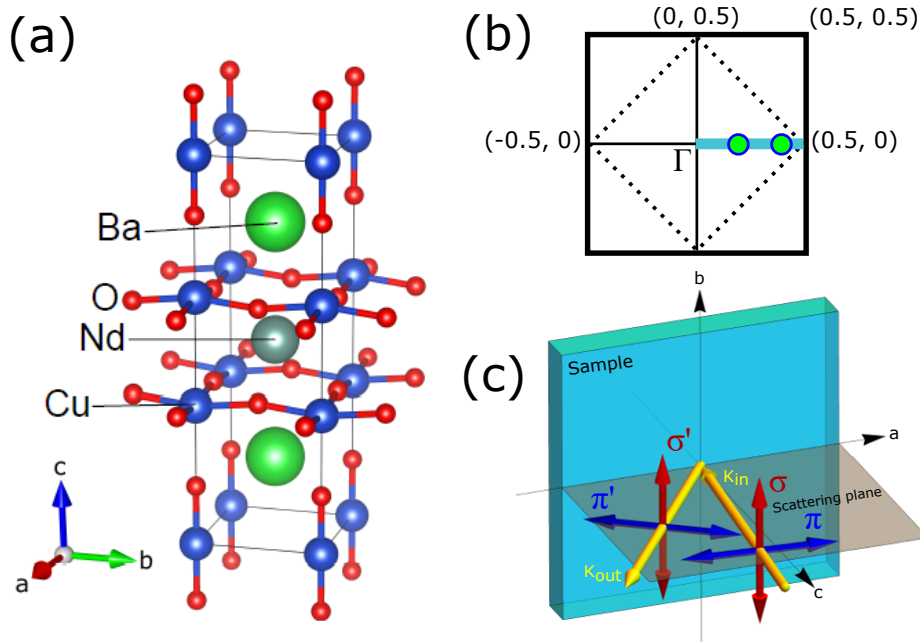 (a)
Ba
O
Nd
Cu
c
b
a
(b)
(0, 0.5)
(0.5, 0.5)
(-0.5, 0)
Γ
(0.5, 0)
(c)
b
Sample
a
σ'
Kin
σ
Scattering plane
π'
π
Kout
c